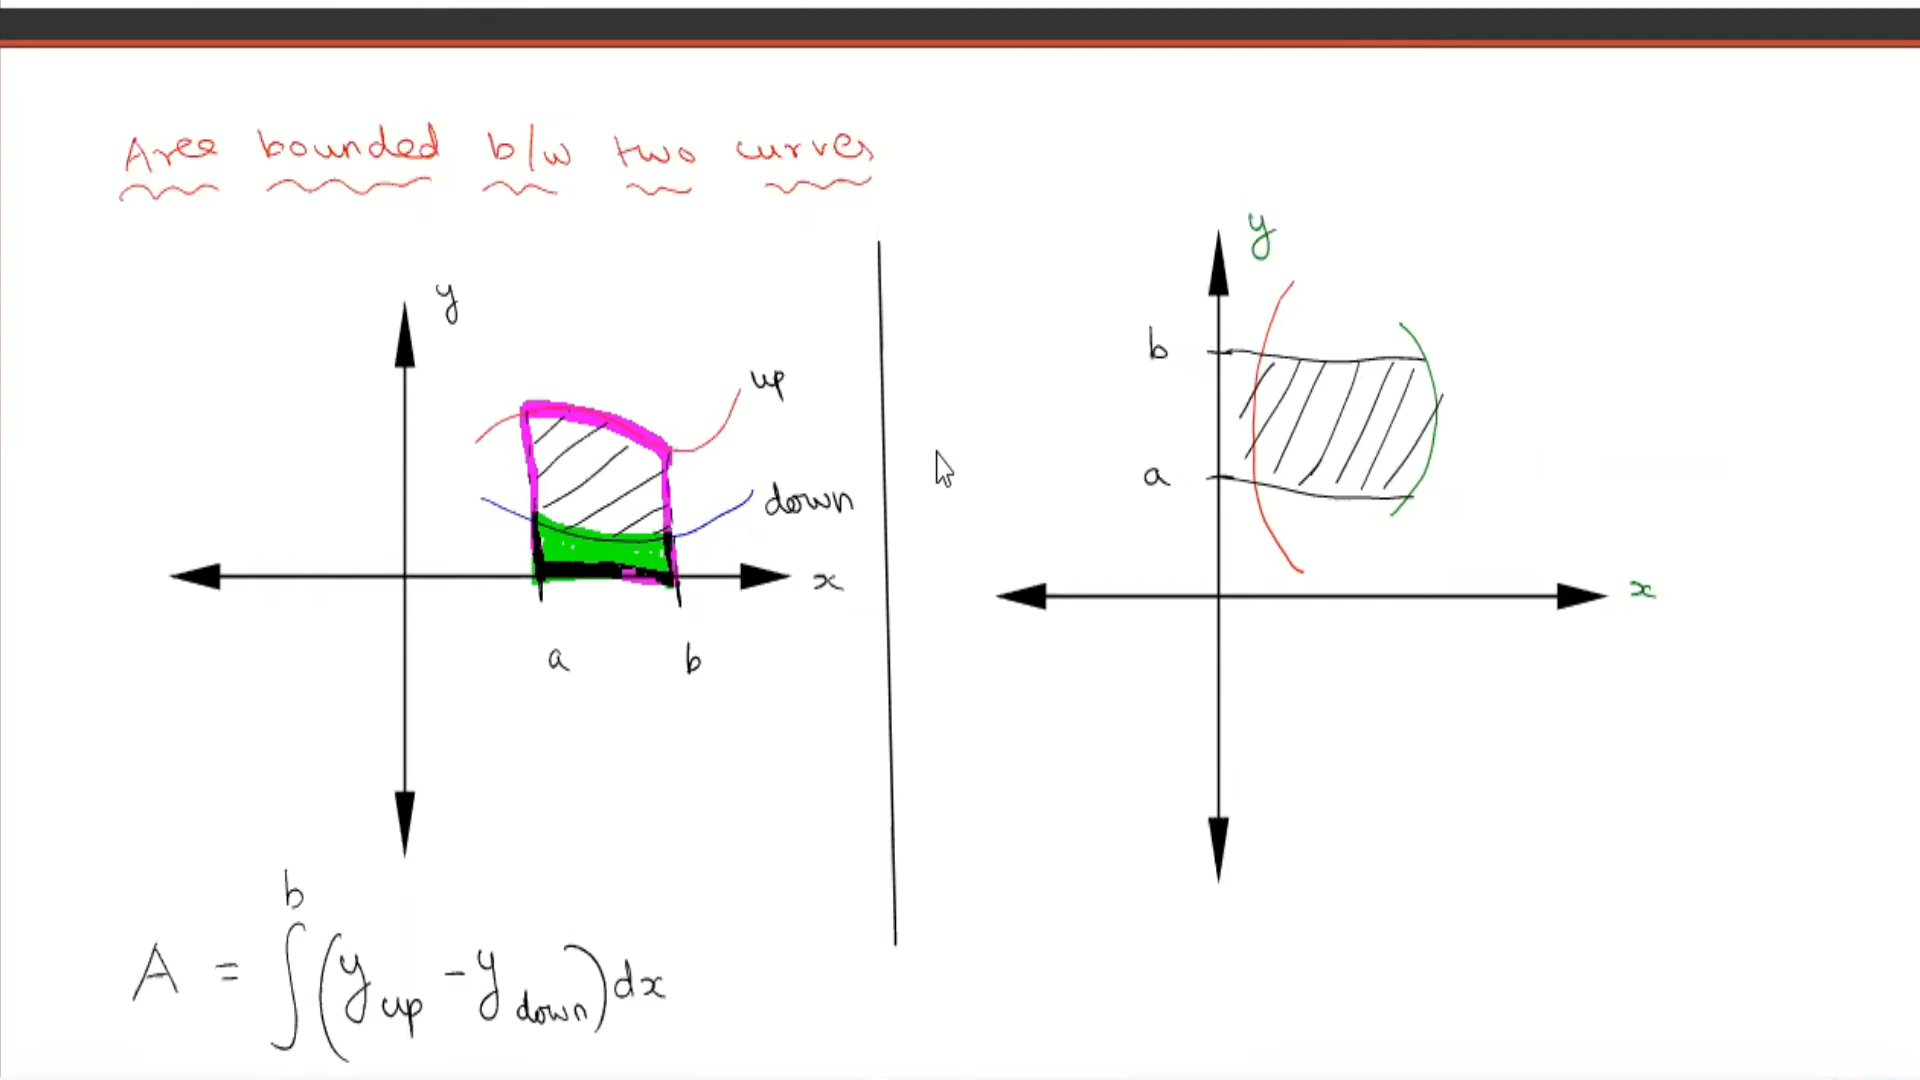 Area bounded b/w two curves
y
up
down
x
a b
b
A = ∫(y up - y down)dx
y
b
a
x